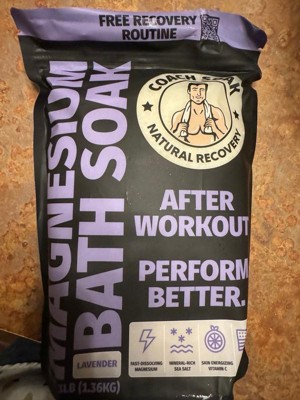 FREE RECOVERY
ROUTINE
COACH SOAK
NATURAL RECOVERY
MAGNESIUM
BATH SOAK
AFTER
WORKOUT
PERFORM
BETTER.
LAVENDER
FAST-DISSOLVING
MAGNESIUM
MINERAL-RICH
SEA SALT
SKIN ENERGIZING
VITAMIN C
3LB (1.36KG)